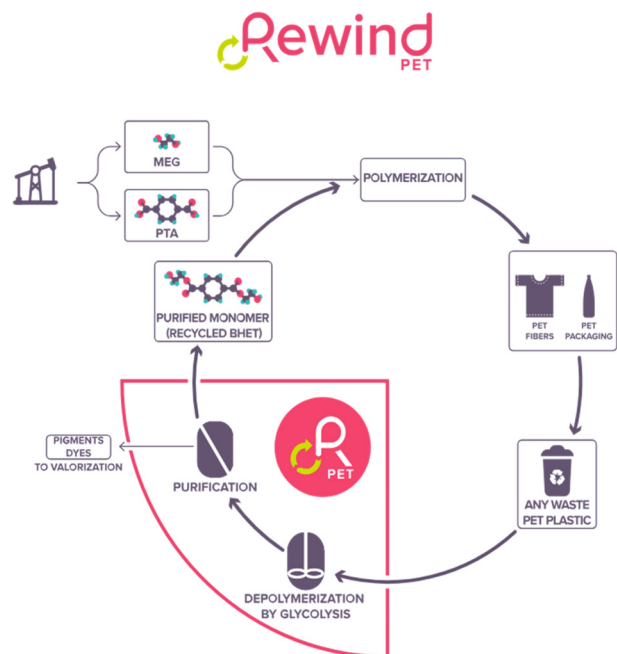 Rewind
PET
MEG
PTA
POLYMERIZATION
PURIFIED MONOMER
(RECYCLED BHET)
PET
FIBERS
PET
PACKAGING
R
PET
PIGMENTS
DYES
TO VALORIZATION
PURIFICATION
ANY WASTE
PET PLASTIC
DEPOLYMERIZATION
BY GLYCOLYSIS